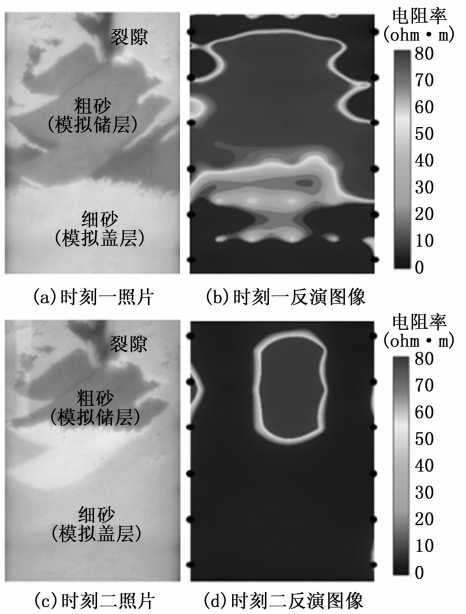 电阻率
(ohm·m)
裂隙
粗砂
(模拟储层)
细砂
(模拟盖层)
80
70
60
50
40
30
20
10
0
(a)时刻一照片
(b)时刻一反演图像
电阻率
(ohm·m)
裂隙
粗砂
(模拟储层)
细砂
(模拟盖层)
80
70
60
50
40
30
20
10
0
(c)时刻二照片
(d)时刻二反演图像